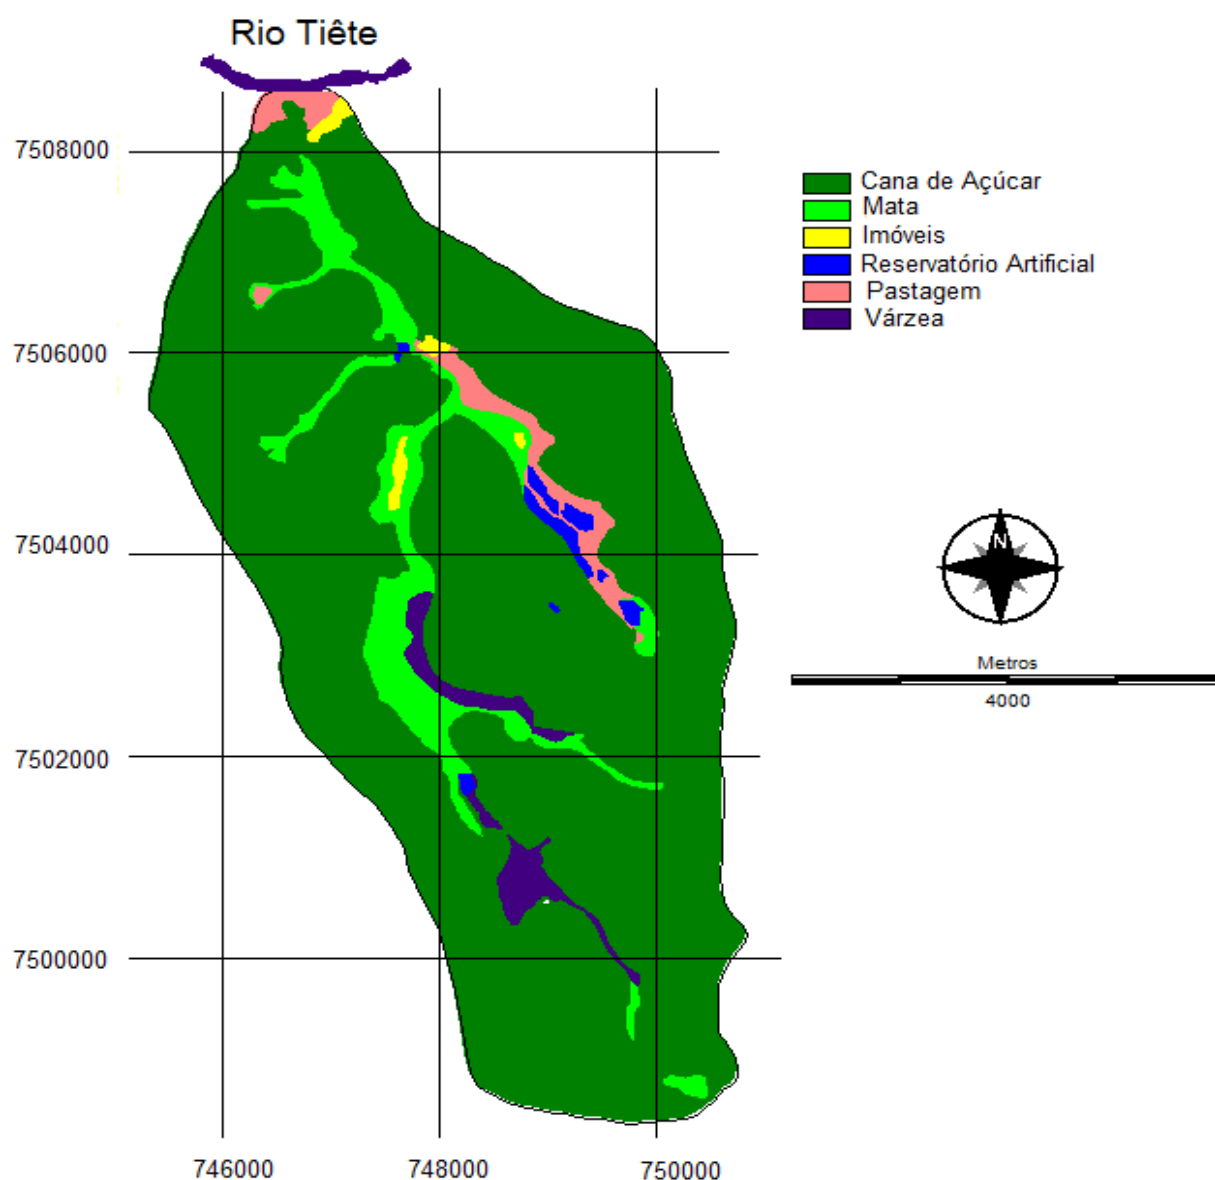 Rio Tiête
7508000
Cana de Açúcar
Mata
Imóveis
Reservatório Artificial
Pastagem
Várzea
7506000
7504000
N
Metros
4000
7502000
7500000
746000
748000
750000